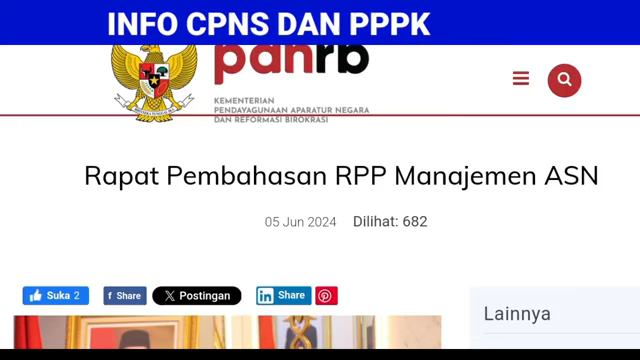 INFO CPNS DAN PPPK
panrb
KEMENTERIAN
PENDAYAGUNAAN APARATUR NEGARA
DAN REFORMASI BIROKRASI
Rapat Pembahasan RPP Manajemen ASN
05 Jun 2024 Dilihat: 682
Suka 2 f Share X Postingan in Share
Lainnya